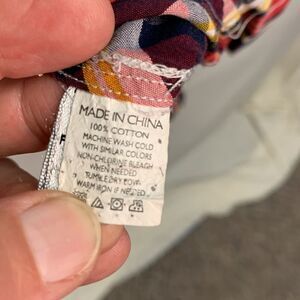 MADE IN CHINA
100% COTTON
MACHINE WASH COLD
WITH SIMILAR COLORS
NON-CHLORINE BLEACH
WHEN NEEDED
TUMBLE DRY LOW
WARM IRON IF NEEDED